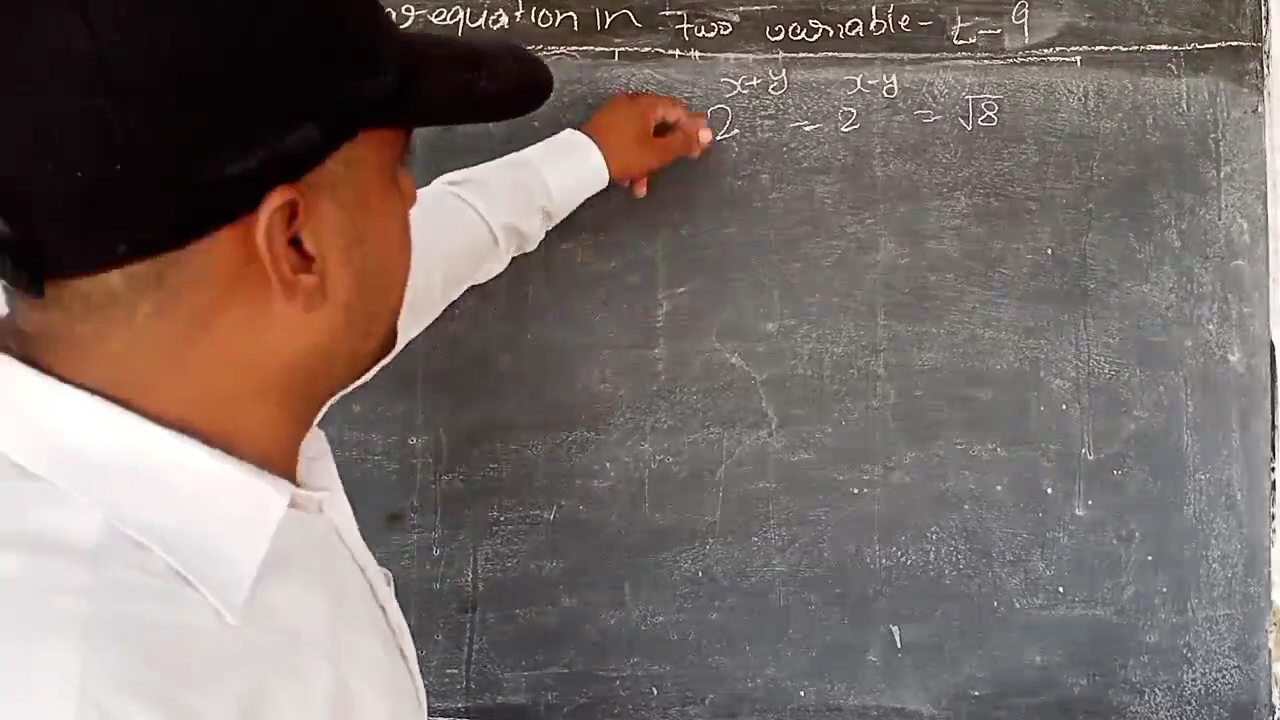 equation in two variable - L-9
2^{x+y} = 2^{x-y} = √8